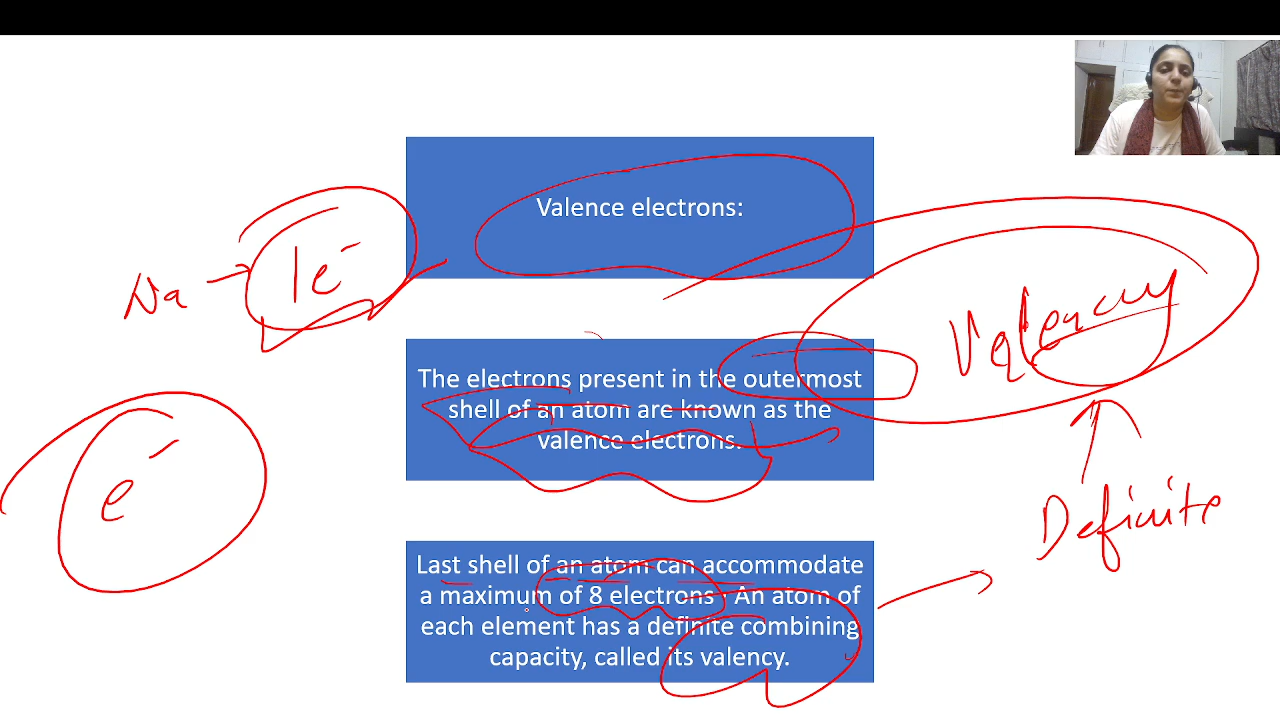 Valence electrons:
Na → 1e⁻
The electrons present in the outermost
shell of an atom are known as the
valence electrons.
Valency
e⁻
Definite
Last shell of an atom can accommodate
a maximum of 8 electrons . An atom of
each element has a definite combining
capacity, called its valency.